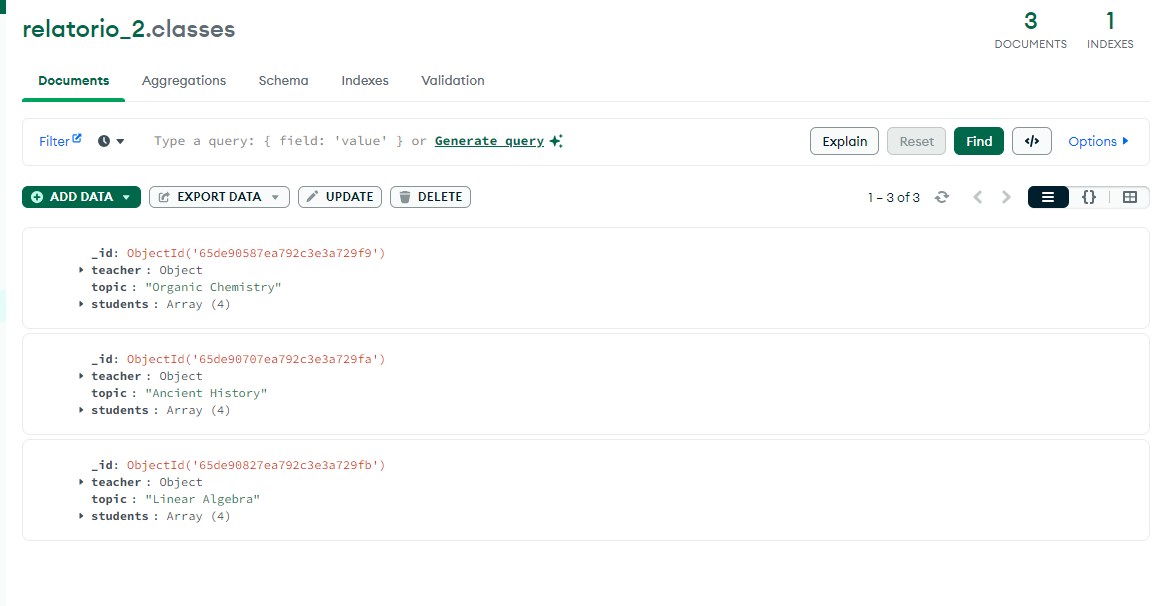 relatorio_2.classes
3 1
DOCUMENTS INDEXES
Documents Aggregations Schema Indexes Validation
Filter Type a query: { field: 'value' } or Generate query Explain Reset Find </> Options
ADD DATA EXPORT DATA UPDATE DELETE 1 – 3 of 3 {}
_id: ObjectId('65de90587ea792c3e3a729f9')
teacher : Object
topic : "Organic Chemistry"
students : Array (4)
_id: ObjectId('65de90707ea792c3e3a729fa')
teacher : Object
topic : "Ancient History"
students : Array (4)
_id: ObjectId('65de90827ea792c3e3a729fb')
teacher : Object
topic : "Linear Algebra"
students : Array (4)